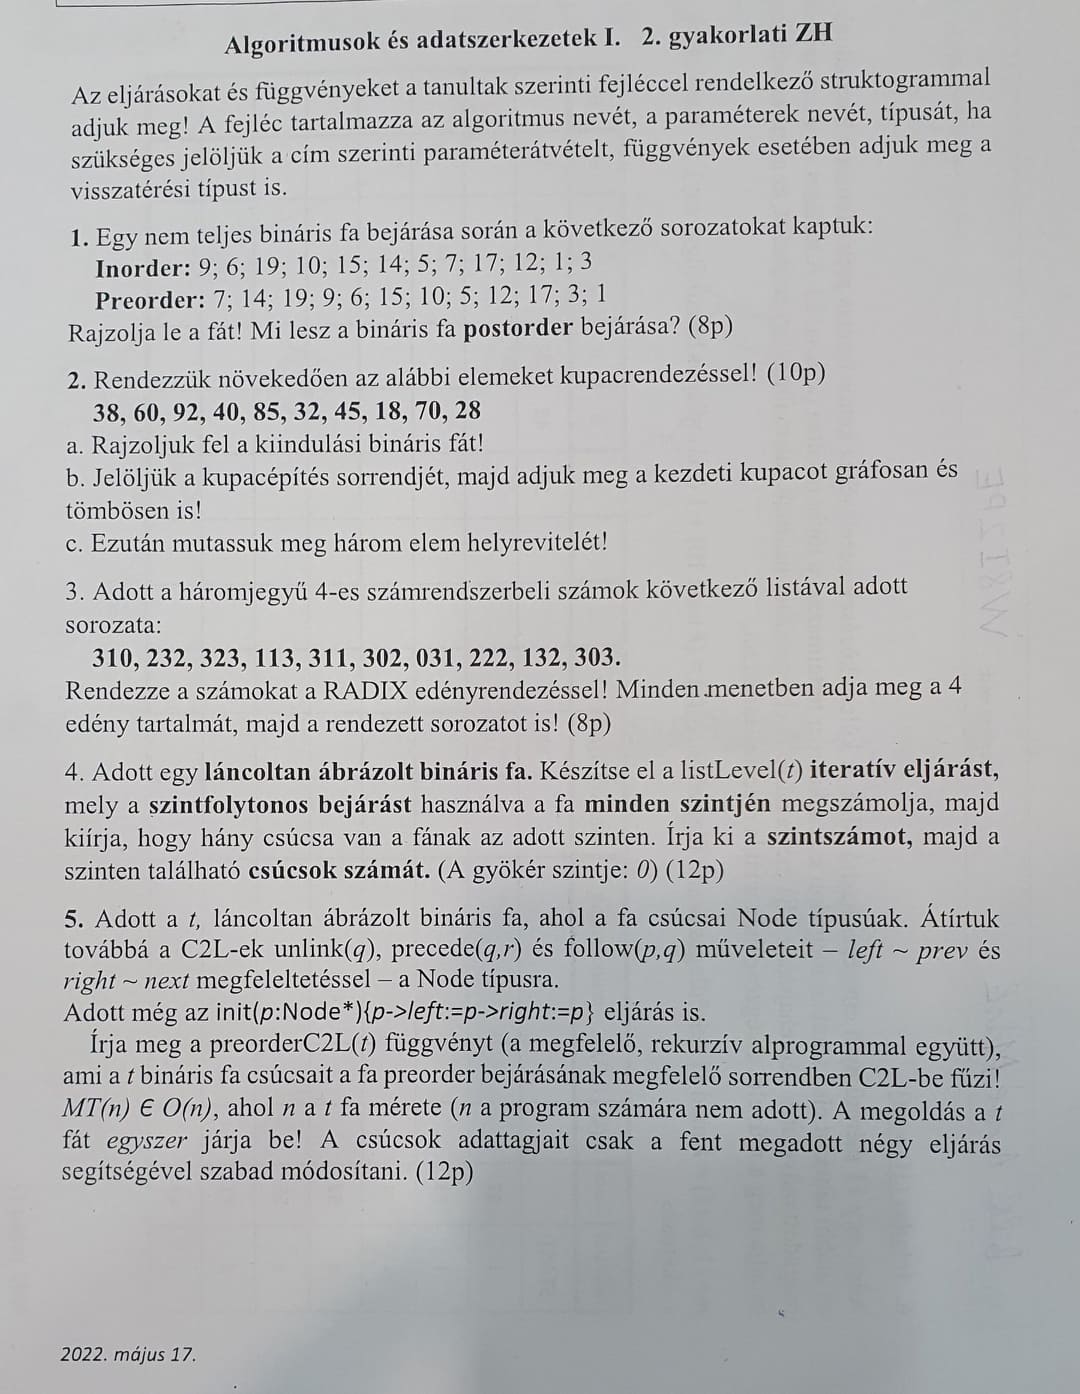 Algoritmusok és adatszerkezetek I. 2. gyakorlati ZH
Az eljárásokat és függvényeket a tanultak szerinti fejléccel rendelkező struktogrammal
adjuk meg! A fejléc tartalmazza az algoritmus nevét, a paraméterek nevét, típusát, ha
szükséges jelöljük a cím szerinti paraméterátvételt, függvények esetében adjuk meg a
visszatérési típust is.
1. Egy nem teljes bináris fa bejárása során a következő sorozatokat kaptuk:
Inorder: 9; 6; 19; 10; 15; 14; 5; 7; 17; 12; 1; 3
Preorder: 7; 14; 19; 9; 6; 15; 10; 5; 12; 17; 3; 1
Rajzolja le a fát! Mi lesz a bináris fa postorder bejárása? (8p)
2. Rendezzük növekedően az alábbi elemeket kupacrendezéssel! (10p)
38, 60, 92, 40, 85, 32, 45, 18, 70, 28
a. Rajzoljuk fel a kiindulási bináris fát!
b. Jelöljük a kupacépítés sorrendjét, majd adjuk meg a kezdeti kupacot gráfosan és
tömbösen is!
c. Ezután mutassuk meg három elem helyrevitelét!
3. Adott a háromjegyű 4-es számrendszerbeli számok következő listával adott
sorozata:
310, 232, 323, 113, 311, 302, 031, 222, 132, 303.
Rendezze a számokat a RADIX edényrendezéssel! Minden menetben adja meg a 4
edény tartalmát, majd a rendezett sorozatot is! (8p)
4. Adott egy láncoltan ábrázolt bináris fa. Készítse el a listLevel(t) iteratív eljárást,
mely a szintfolytonos bejárást használva a fa minden szintjén megszámolja, majd
kiírja, hogy hány csúcsa van a fának az adott szinten. Írja ki a szintszámot, majd a
szinten található csúcsok számát. (A gyökér szintje: 0) (12p)
5. Adott a t, láncoltan ábrázolt bináris fa, ahol a fa csúcsai Node típusúak. Átírtuk
továbbá a C2L-ek unlink(q), precede(q,r) és follow(p,q) műveleteit – left ~ prev és
right ~ next megfeleltetéssel – a Node típusra.
Adott még az init(p:Node*){p->left:=p->right:=p} eljárás is.
Írja meg a preorderC2L(t) függvényt (a megfelelő, rekurzív alprogrammal együtt),
ami a t bináris fa csúcsait a fa preorder bejárásának megfelelő sorrendben C2L-be fűzi!
MT(n) Є O(n), ahol n a t fa mérete (n a program számára nem adott). A megoldás a t
fát egyszer járja be! A csúcsok adattagjait csak a fent megadott négy eljárás
segítségével szabad módosítani. (12p)
2022. május 17.